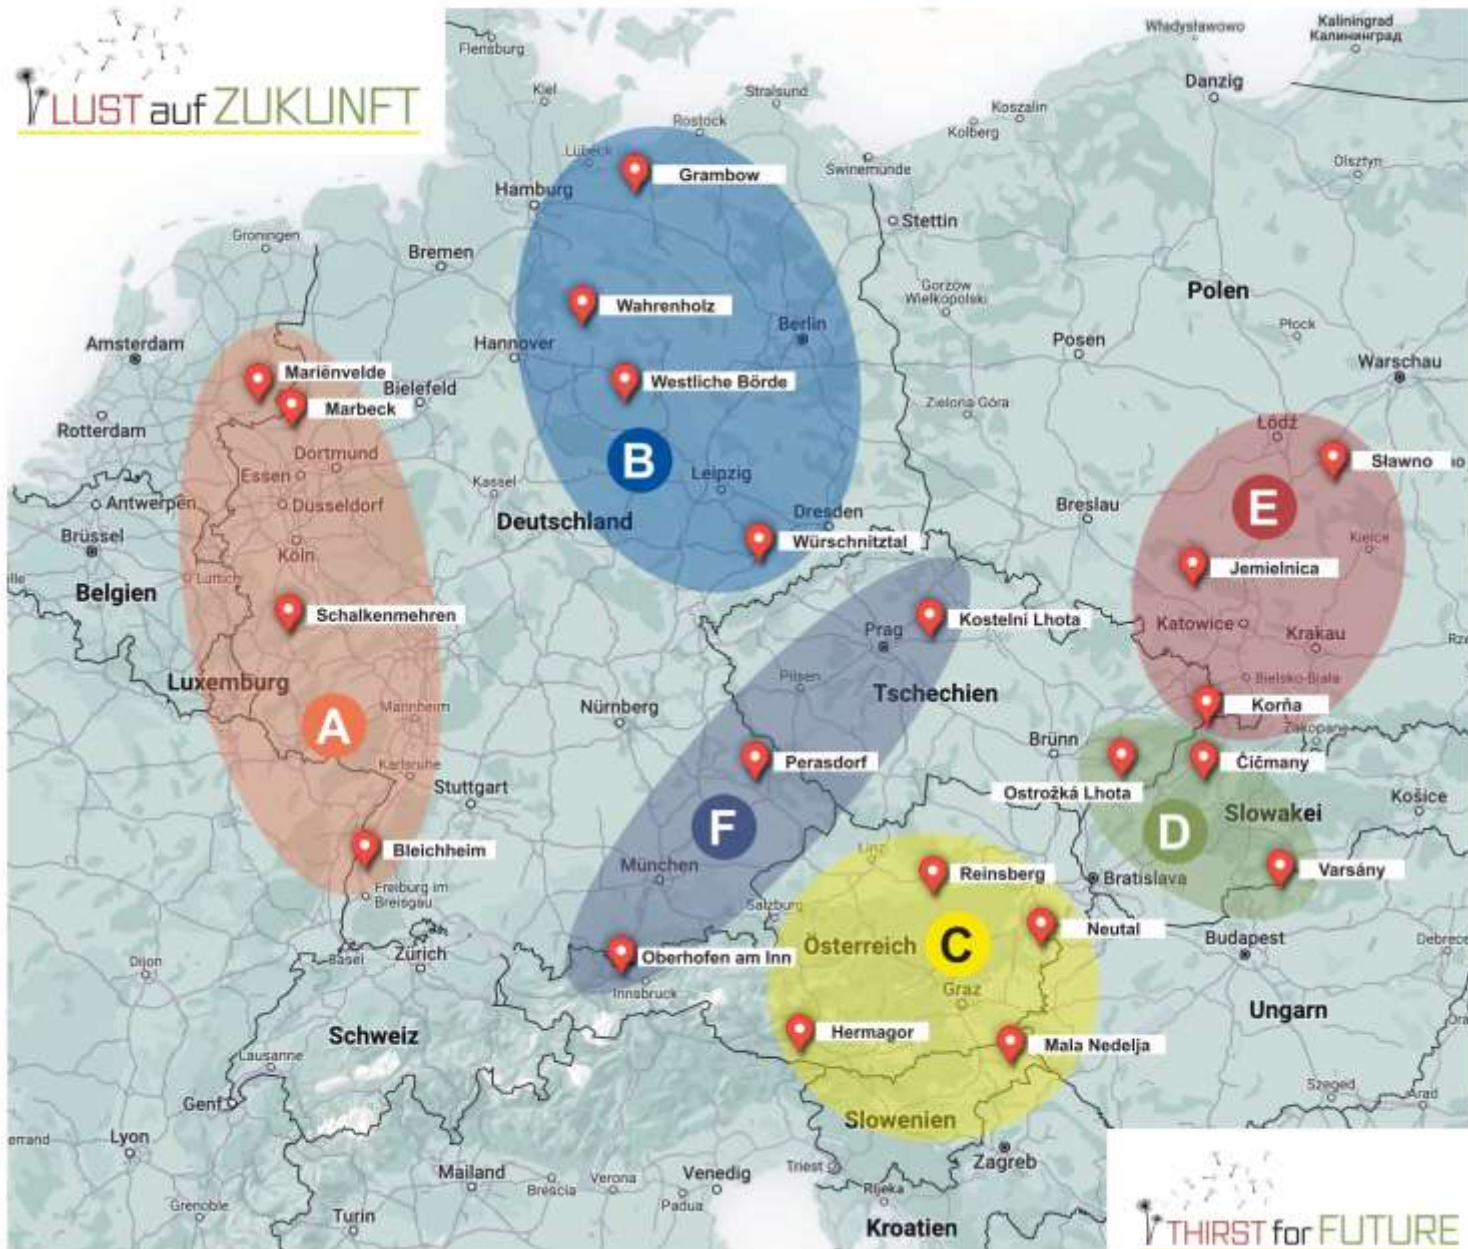 LUST auf ZUKUNFT
Flensburg
Kiel
Stralsund
Rostock
Lübeck
Hamburg
Grambow
Swinemünde
Koszalin
Kolberg
Władysławowo
Danzig
Kaliningrad
Калининград
Olsztyn
Stettin
Groningen
Bremen
Wahrenholz
Hannover
Berlin
Gorzów
Wielkopolski
Polen
Płock
Posen
Warschau
Amsterdam
Mariënvelde
Marbeck
Bielefeld
Westliche Börde
Zielona Góra
Rotterdam
Dortmund
Essen
Düsseldorf
Kassel
B
Leipzig
Łódź
Sławno
Antwerpen
Brüssel
Belgien
Köln
Lüttich
Deutschland
Dresden
Würschnitztal
Breslau
E
Kielce
Jemielnica
Schalkenmehren
Kostelni Lhota
Prag
Katowice
Krakau
Rze
Luxemburg
Pilsen
Tschechien
Bielsko-Biała
A
Mannheim
Nürnberg
Korňa
Zakopane
Karlsruhe
Perasdorf
Brünn
Čičmany
Ostrožká Lhota
Stuttgart
F
D
Slowakei
Košice
Bleichheim
München
Linz
Reinsberg
Bratislava
Varsány
Freiburg im
Breisgau
Salzburg
Neutal
Budapest
Debrece
Basel
Zürich
Oberhofen am Inn
Österreich
C
Dijon
Innsbruck
Graz
Ungarn
Schweiz
Hermagor
Mala Nedelja
Lausanne
Genf
Szeged
Arad
errand
Lyon
Slowenien
Mailand
Brescia
Verona
Venedig
Padua
Triest
Zagreb
Grenoble
Turin
Rijeka
Kroatien
THIRST for FUTURE